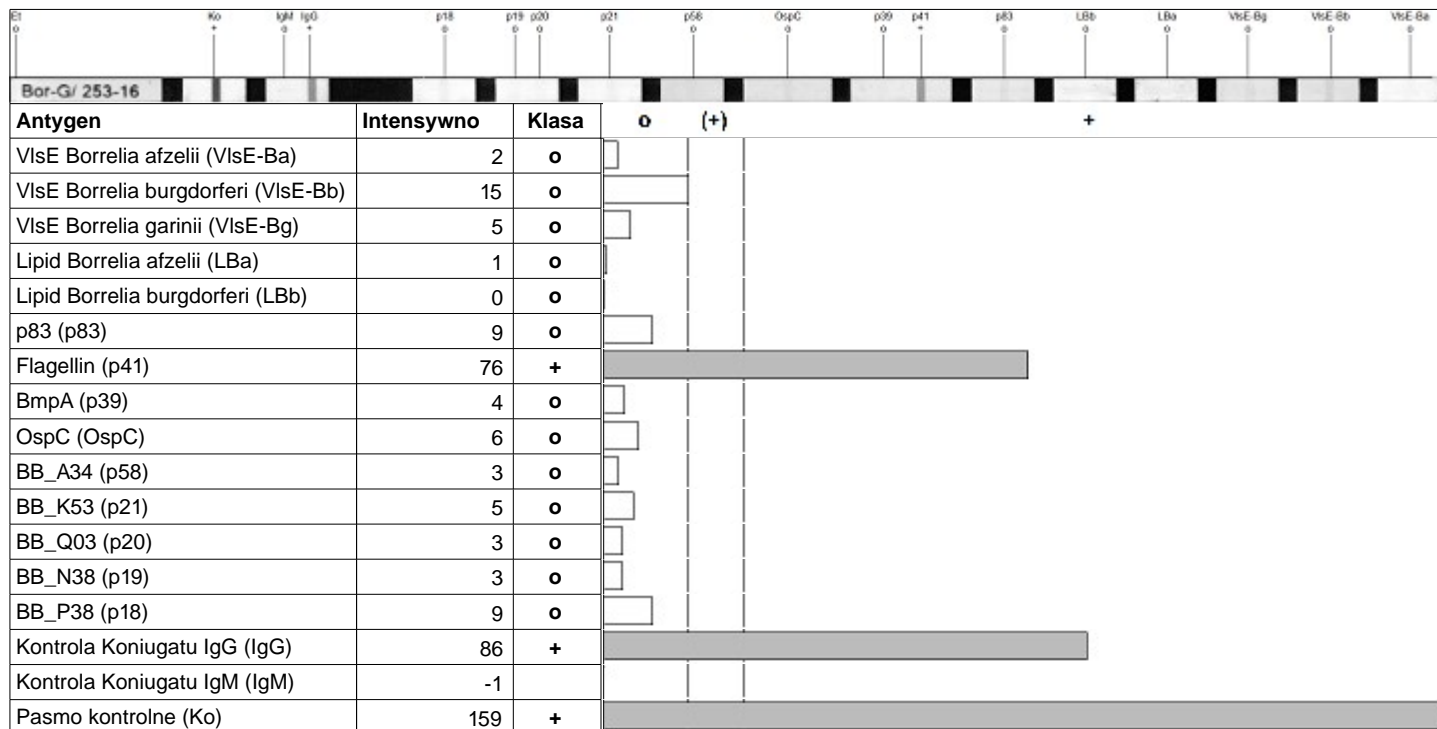 Et Ko IgM IgG p18 p19 p20 p21 p58 OspC p39 p41 p83 LBb LBa VlsE-Bg VlsE-Bb VlsE-Ba
o + o + o o o o o o o + o o o o o o
Bor-G/ 253-16
Antygen Intensywno Klasa o (+) +
VlsE Borrelia afzelii (VlsE-Ba) 2 o
VlsE Borrelia burgdorferi (VlsE-Bb) 15 o
VlsE Borrelia garinii (VlsE-Bg) 5 o
Lipid Borrelia afzelii (LBa) 1 o
Lipid Borrelia burgdorferi (LBb) 0 o
p83 (p83) 9 o
Flagellin (p41) 76 +
BmpA (p39) 4 o
OspC (OspC) 6 o
BB_A34 (p58) 3 o
BB_K53 (p21) 5 o
BB_Q03 (p20) 3 o
BB_N38 (p19) 3 o
BB_P38 (p18) 9 o
Kontrola Koniugatu IgG (IgG) 86 +
Kontrola Koniugatu IgM (IgM) -1
Pasmo kontrolne (Ko) 159 +